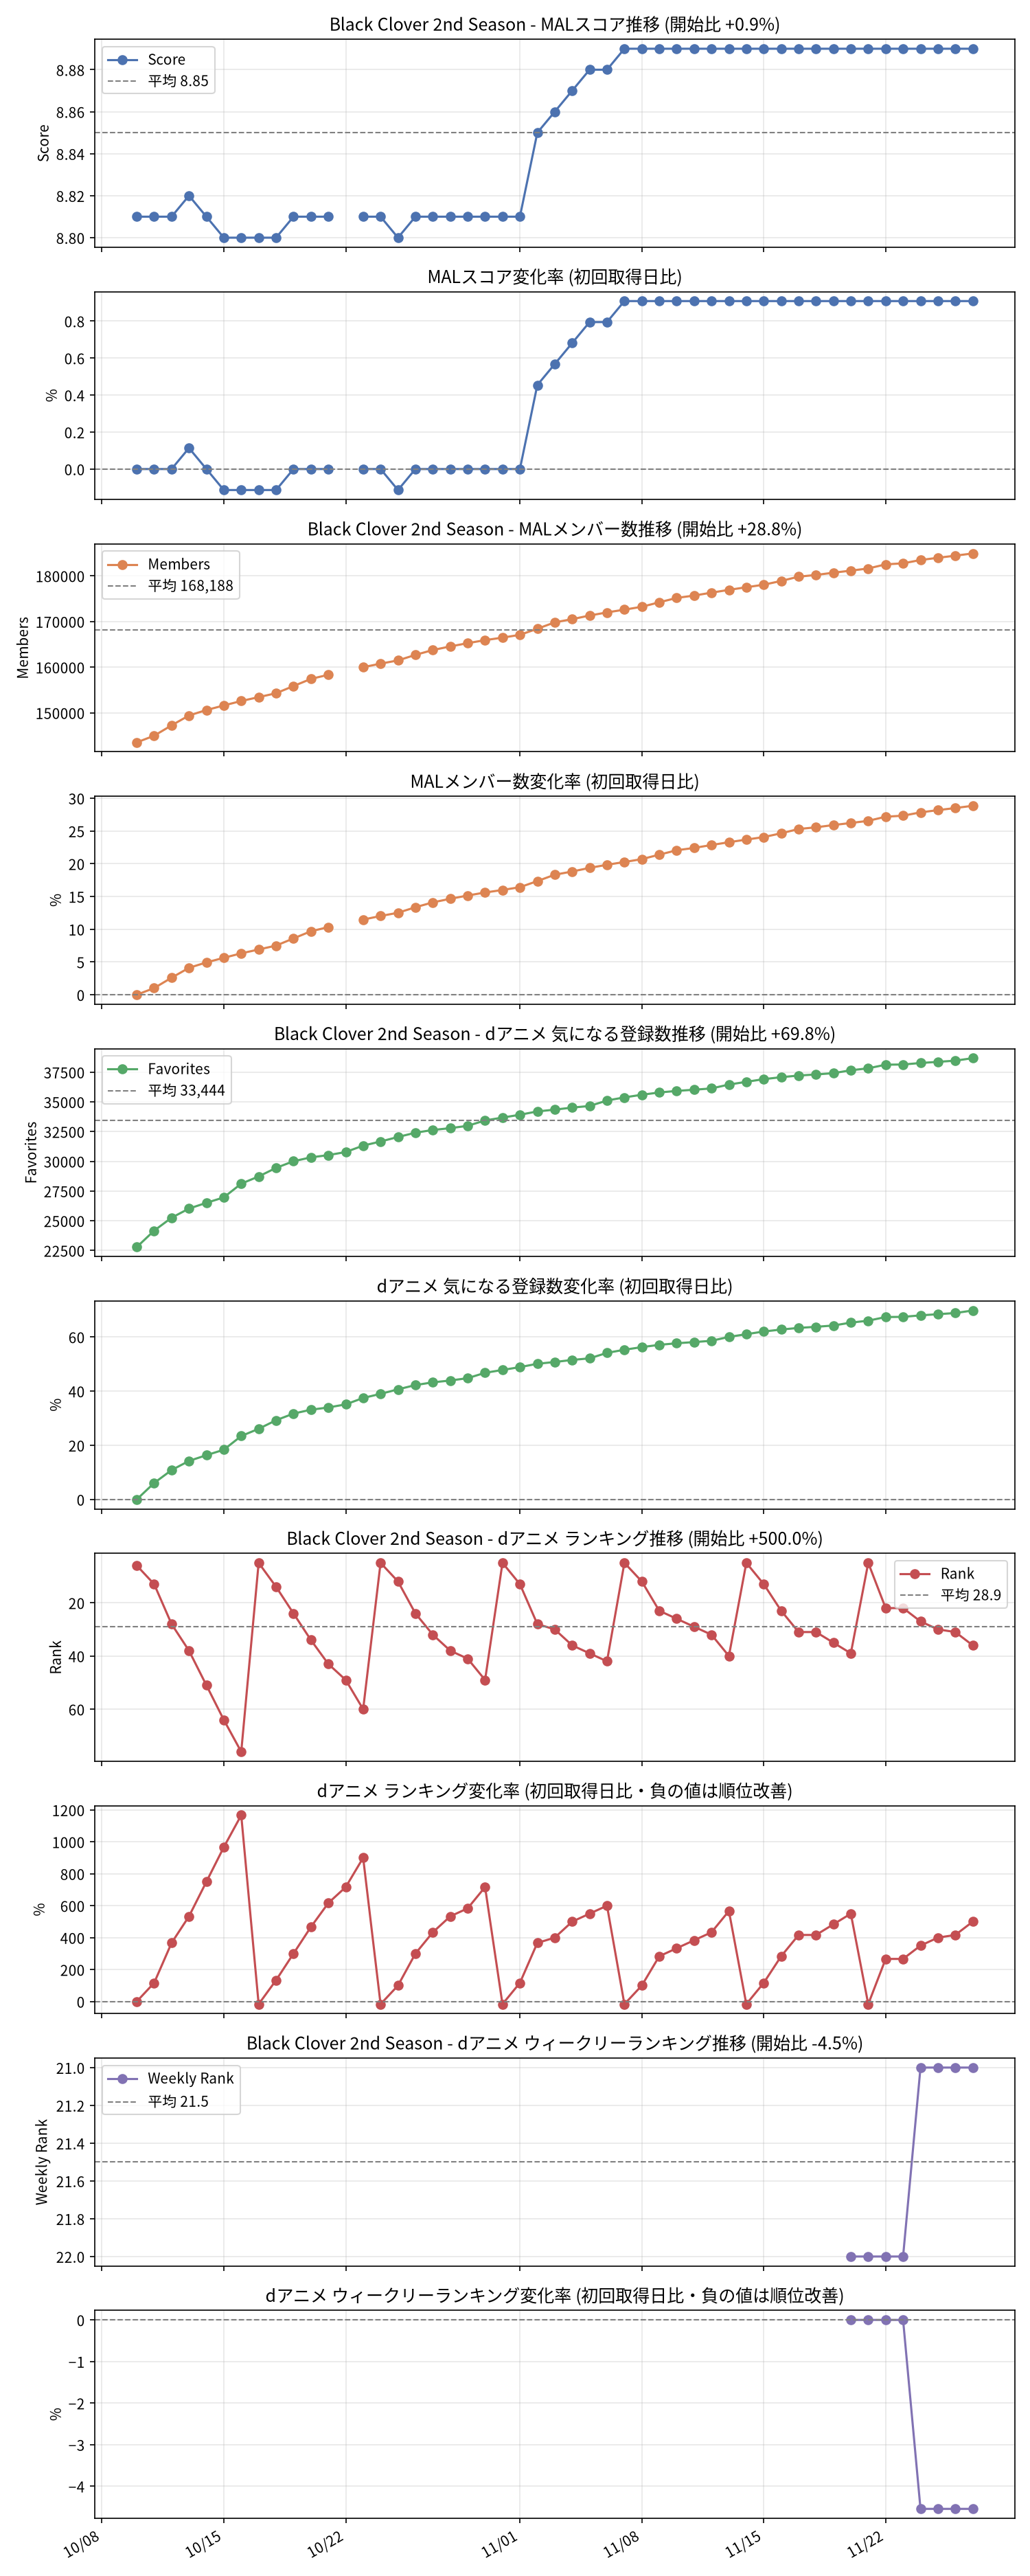 Black Clover 2nd Season - MALスコア推移 (開始比 +0.9%)
Score
平均 8.85
8.88
8.86
8.84
8.82
8.80
Score
MALスコア変化率 (初回取得日比)
0.8
0.6
0.4
0.2
0.0
%
Black Clover 2nd Season - MALメンバー数推移 (開始比 +28.8%)
Members
平均 168,188
180000
170000
160000
150000
Members
MALメンバー数変化率 (初回取得日比)
30
25
20
15
10
5
0
%
Black Clover 2nd Season - dアニメ 気になる登録数推移 (開始比 +69.8%)
Favorites
平均 33,444
37500
35000
32500
30000
27500
25000
22500
Favorites
dアニメ 気になる登録数変化率 (初回取得日比)
60
40
20
0
%
Black Clover 2nd Season - dアニメ ランキング推移 (開始比 +500.0%)
Rank
平均 28.9
20
40
60
Rank
dアニメ ランキング変化率 (初回取得日比・負の値は順位改善)
1200
1000
800
600
400
200
0
%
Black Clover 2nd Season - dアニメ ウィークリーランキング推移 (開始比 -4.5%)
Weekly Rank
平均 21.5
21.0
21.2
21.4
21.6
21.8
22.0
Weekly Rank
dアニメ ウィークリーランキング変化率 (初回取得日比・負の値は順位改善)
0
−1
−2
−3
−4
%
10/08
10/15
10/22
11/01
11/08
11/15
11/22